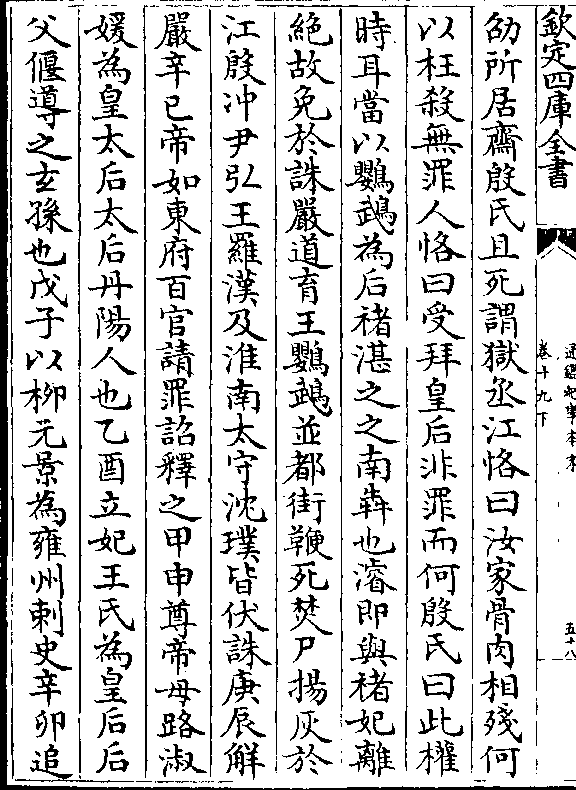 欽定四庫全書
通鑑紀事本末
卷十九下
五十八
劭所居齋殷氏且死謂獄丞江恪曰汝家骨肉相殘何
以枉殺無罪人恪曰受拜皇后非罪而何殷氏曰此權
時耳當以鸚鵡為后禇湛之之南犇也濬即與禇妃離
絶故免於誅嚴道育王鸚鵡並都街鞭死焚尸揚灰於
江殷冲尹弘王羅漢及淮南太守沈璞皆伏誅庚辰解
嚴辛巳帝如東府百官請罪詔釋之甲申尊帝母路淑
媛為皇太后太后丹陽人也乙酉立妃王氏為皇后后
父偃導之玄孫也戊子以柳元景為雍州刺史辛卯追